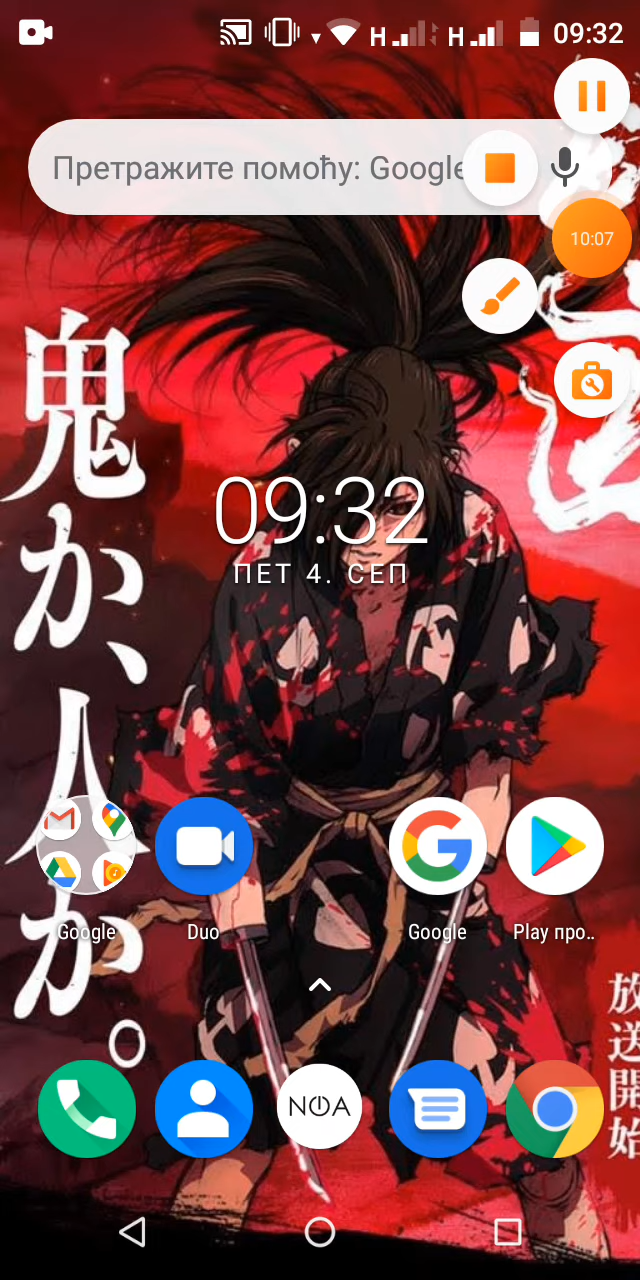 H
H
09:32
Претражите помоћу: Google
10:07
鬼か、人か。
09:32
ПЕТ 4. СЕП
Google
Duo
Google
Play про..
放送開始
NOA